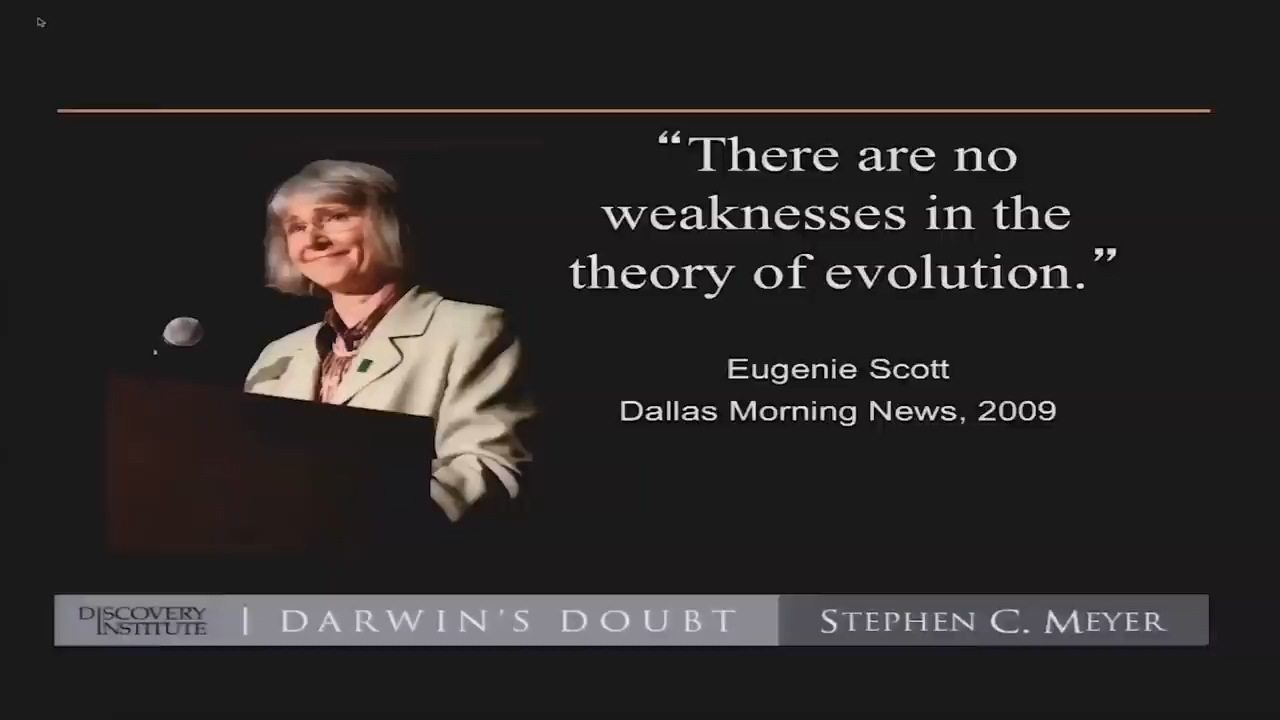 “There are no
weaknesses in the
theory of evolution.”
Eugenie Scott
Dallas Morning News, 2009
DISCOVERY
INSTITUTE
DARWIN'S DOUBT
STEPHEN C. MEYER